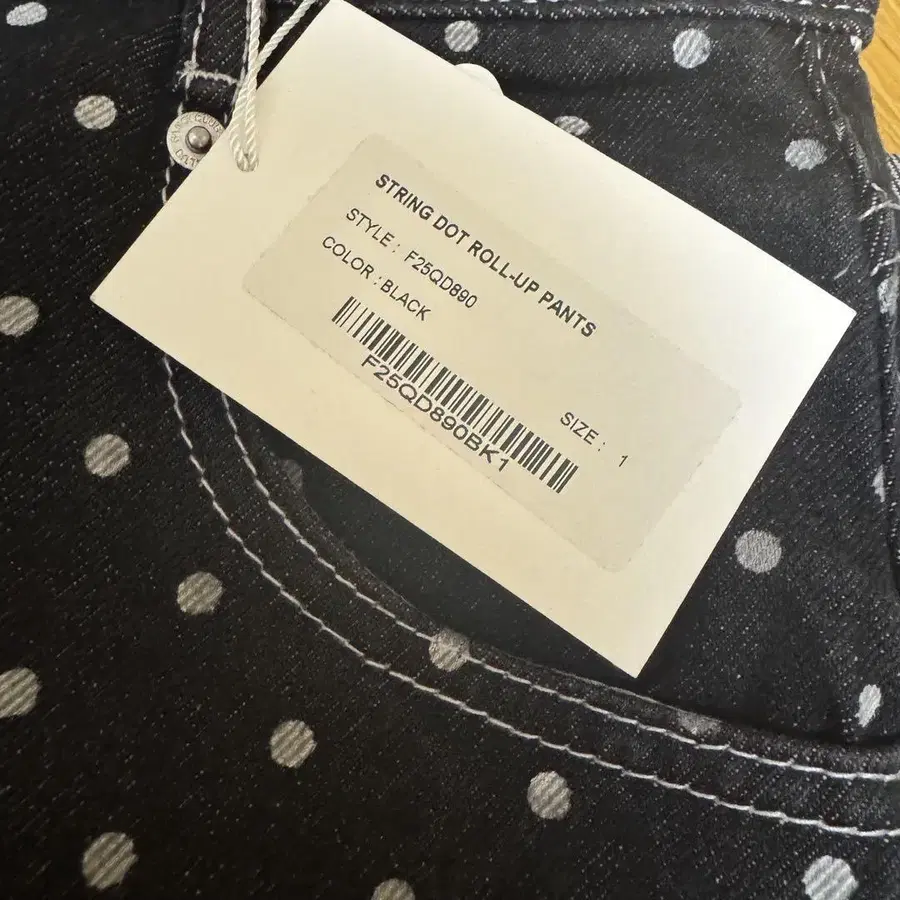 STRING DOT ROLL-UP PANTS
STYLE : F25QD890
COLOR : BLACK
SIZE : 1
F25QD890BK1